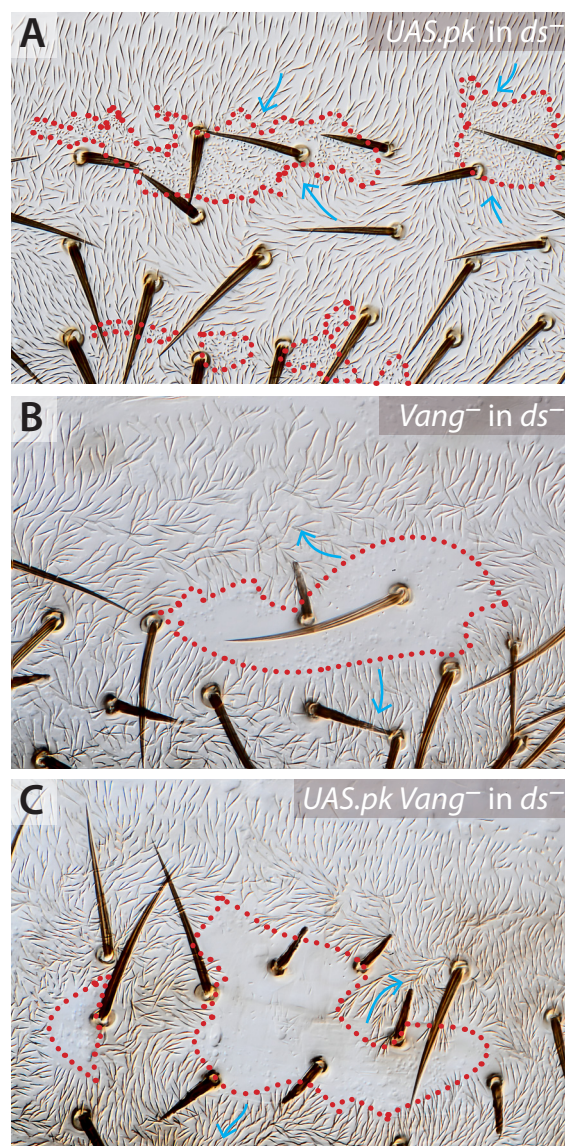 A
UAS.pk in ds–
B
Vang– in ds–
C
UAS.pk Vang– in ds–